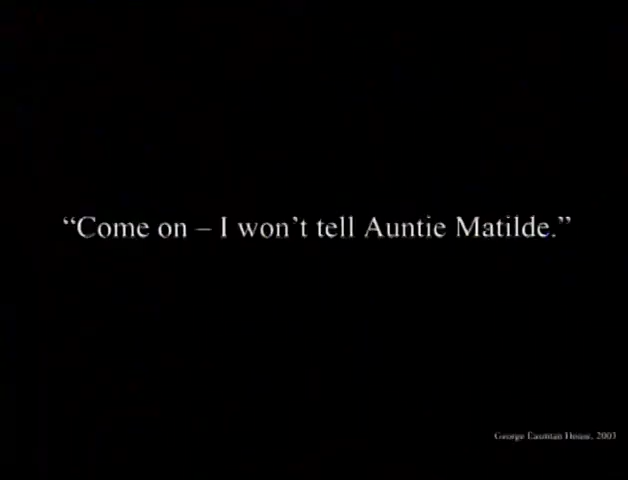 “Come on – I won’t tell Auntie Matilde.”
George Eastman House, 2003